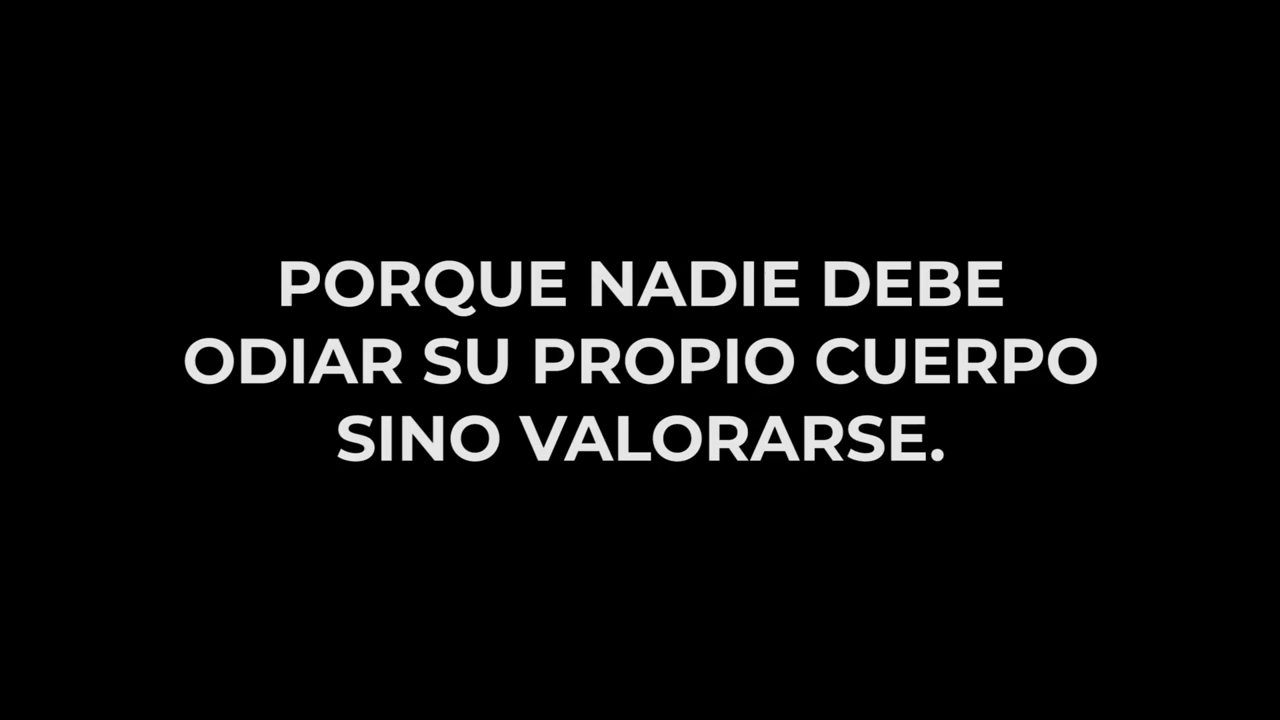 PORQUE NADIE DEBE
ODIAR SU PROPIO CUERPO
SINO VALORARSE.